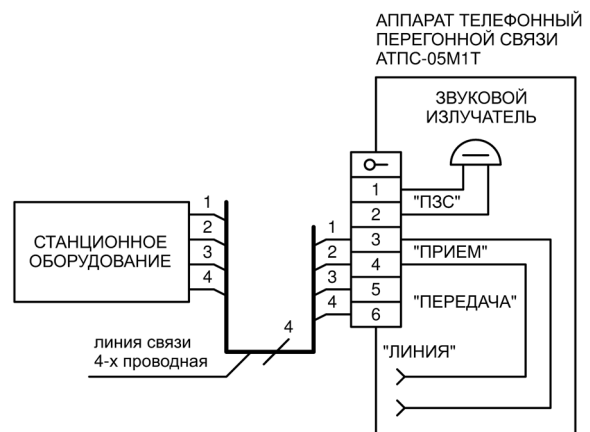 АППАРАТ ТЕЛЕФОННЫЙ
ПЕРЕГОННОЙ СВЯЗИ
АТПС-05М1Т
ЗВУКОВОЙ
ИЗЛУЧАТЕЛЬ
1
2
3
4
5
6
"ПЗС"
"ПРИЕМ"
"ПЕРЕДАЧА"
"ЛИНИЯ"
СТАНЦИОННОЕ
ОБОРУДОВАНИЕ
1
2
3
4
1
2
3
4
4
линия связи
4-х проводная